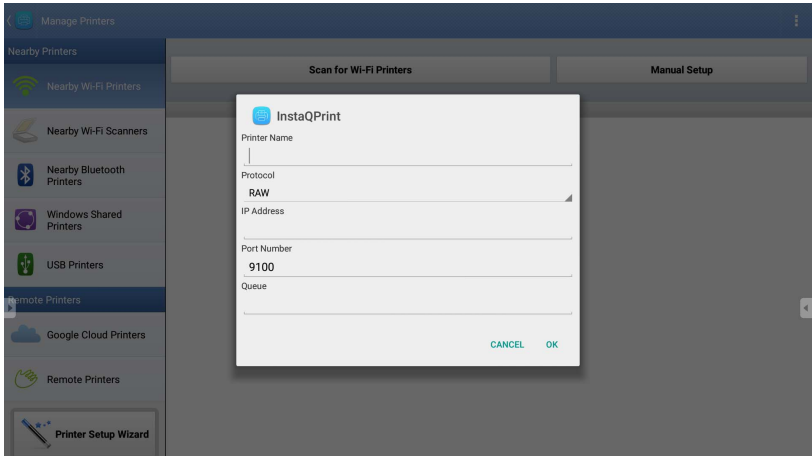 Manage Printers
Nearby Printers
Nearby Wi-Fi Printers
Nearby Wi-Fi Scanners
Nearby Bluetooth
Printers
Windows Shared
Printers
USB Printers
Remote Printers
Google Cloud Printers
Remote Printers
Printer Setup Wizard
Scan for Wi-Fi Printers
Manual Setup
InstaQPrint
Printer Name
Protocol
RAW
IP Address
Port Number
9100
Queue
CANCEL OK